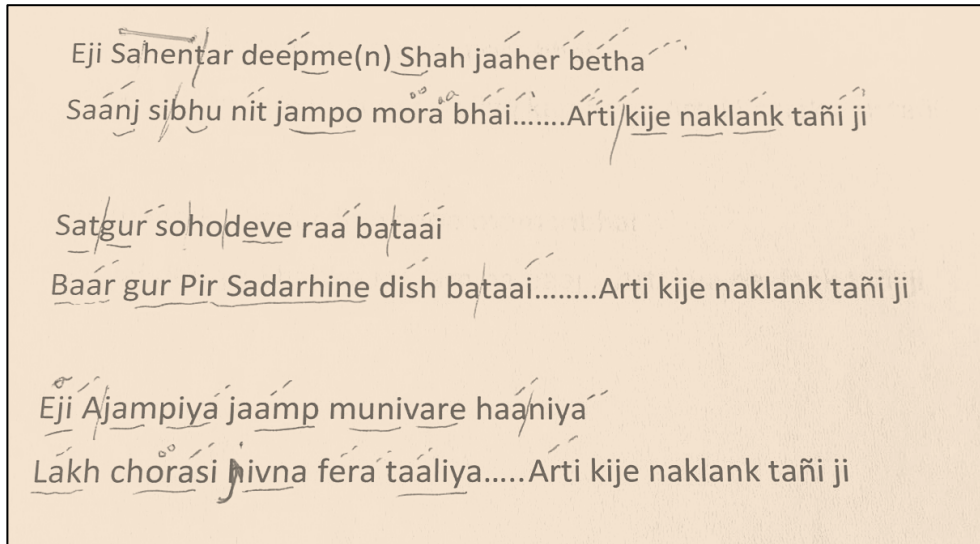 Eji Sahentar deepme(n) Shah jaaher betha
Saanj sibhu nit jampo mora bhai.......Arti kije naklank tañi ji
Satgur sohodeve raa bataai
Baar gur Pir Sadarhine dish bataai........Arti kije naklank tañi ji
Eji Ajampiya jaamp munivare haaniya
Lakh chorasi jivna fera taaliya.....Arti kije naklank tañi ji